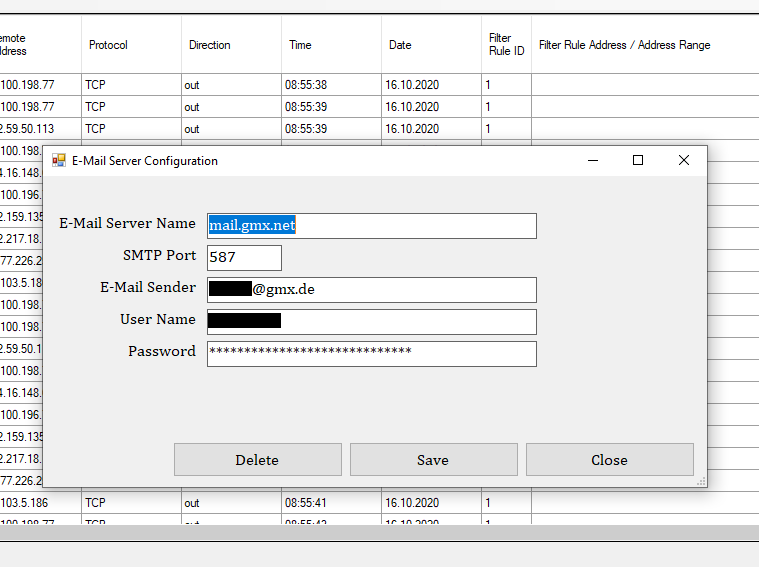 emote
ddress
Protocol
Direction
Time
Date
Filter
Rule ID
Filter Rule Address / Address Range
100.198.77 TCP out 08:55:38 16.10.2020 1
100.198.77 TCP out 08:55:39 16.10.2020 1
2.59.50.113 TCP out 08:55:39 16.10.2020 1
100.198.
E-Mail Server Configuration
4.16.148.
100.196.
2.159.135
E-Mail Server Name mail.gmx.net
2.217.18.
SMTP Port 587
77.226.2
103.5.18
E-Mail Sender @gmx.de
100.198.
User Name
100.198.
2.59.50.1
Password *****************************
100.198.
4.16.148.
100.196.
2.159.135
2.217.18.
Delete Save Close
77.226.2
103.5.186 TCP out 08:55:41 16.10.2020 1
100.198.77 TCP out 08:55:42 16.10.2020 1